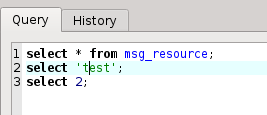 Query History
1 select * from msg_resource;
2 select 'test';
3 select 2;